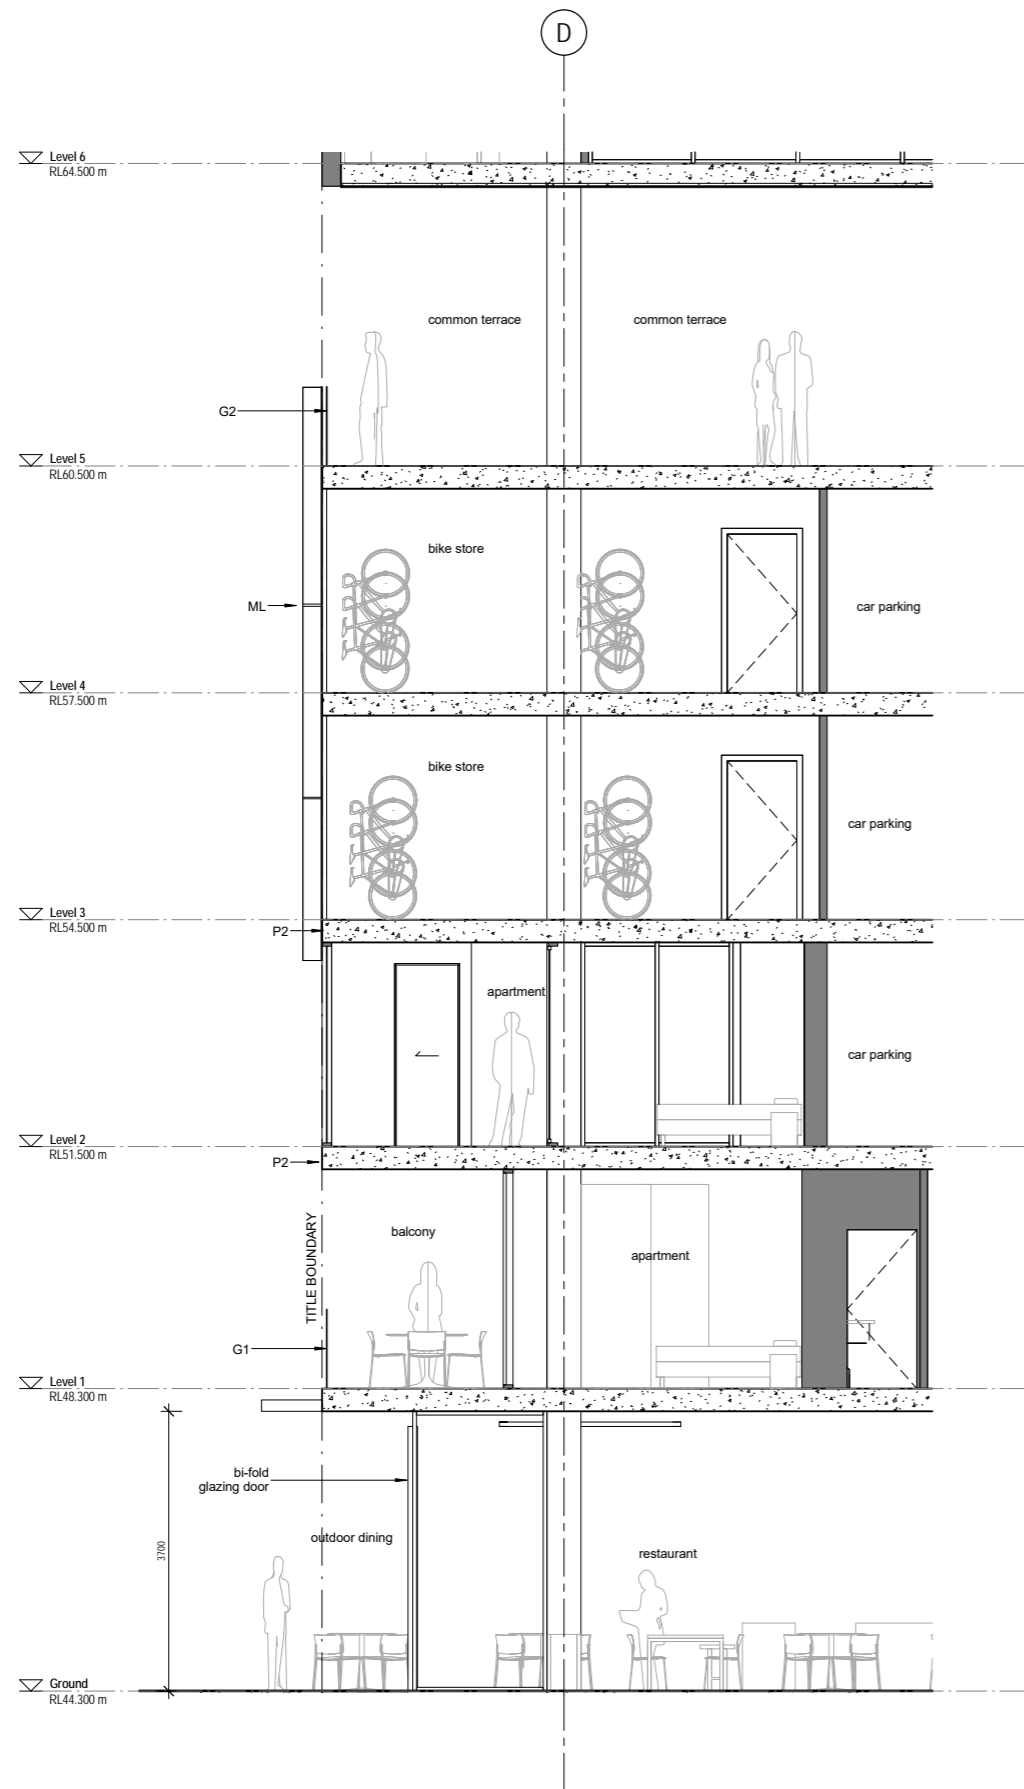 D
Level 6
RL64.500 m
common terrace
common terrace
G2
Level 5
RL60.500 m
bike store
ML
car parking
Level 4
RL57.500 m
bike store
car parking
Level 3
RL54.500 m
P2
apartment
car parking
Level 2
RL51.500 m
P2
TITLE BOUNDARY
balcony
apartment
G1
Level 1
RL48.300 m
bi-fold
glazing door
outdoor dining
3700
restaurant
Ground
RL44.300 m